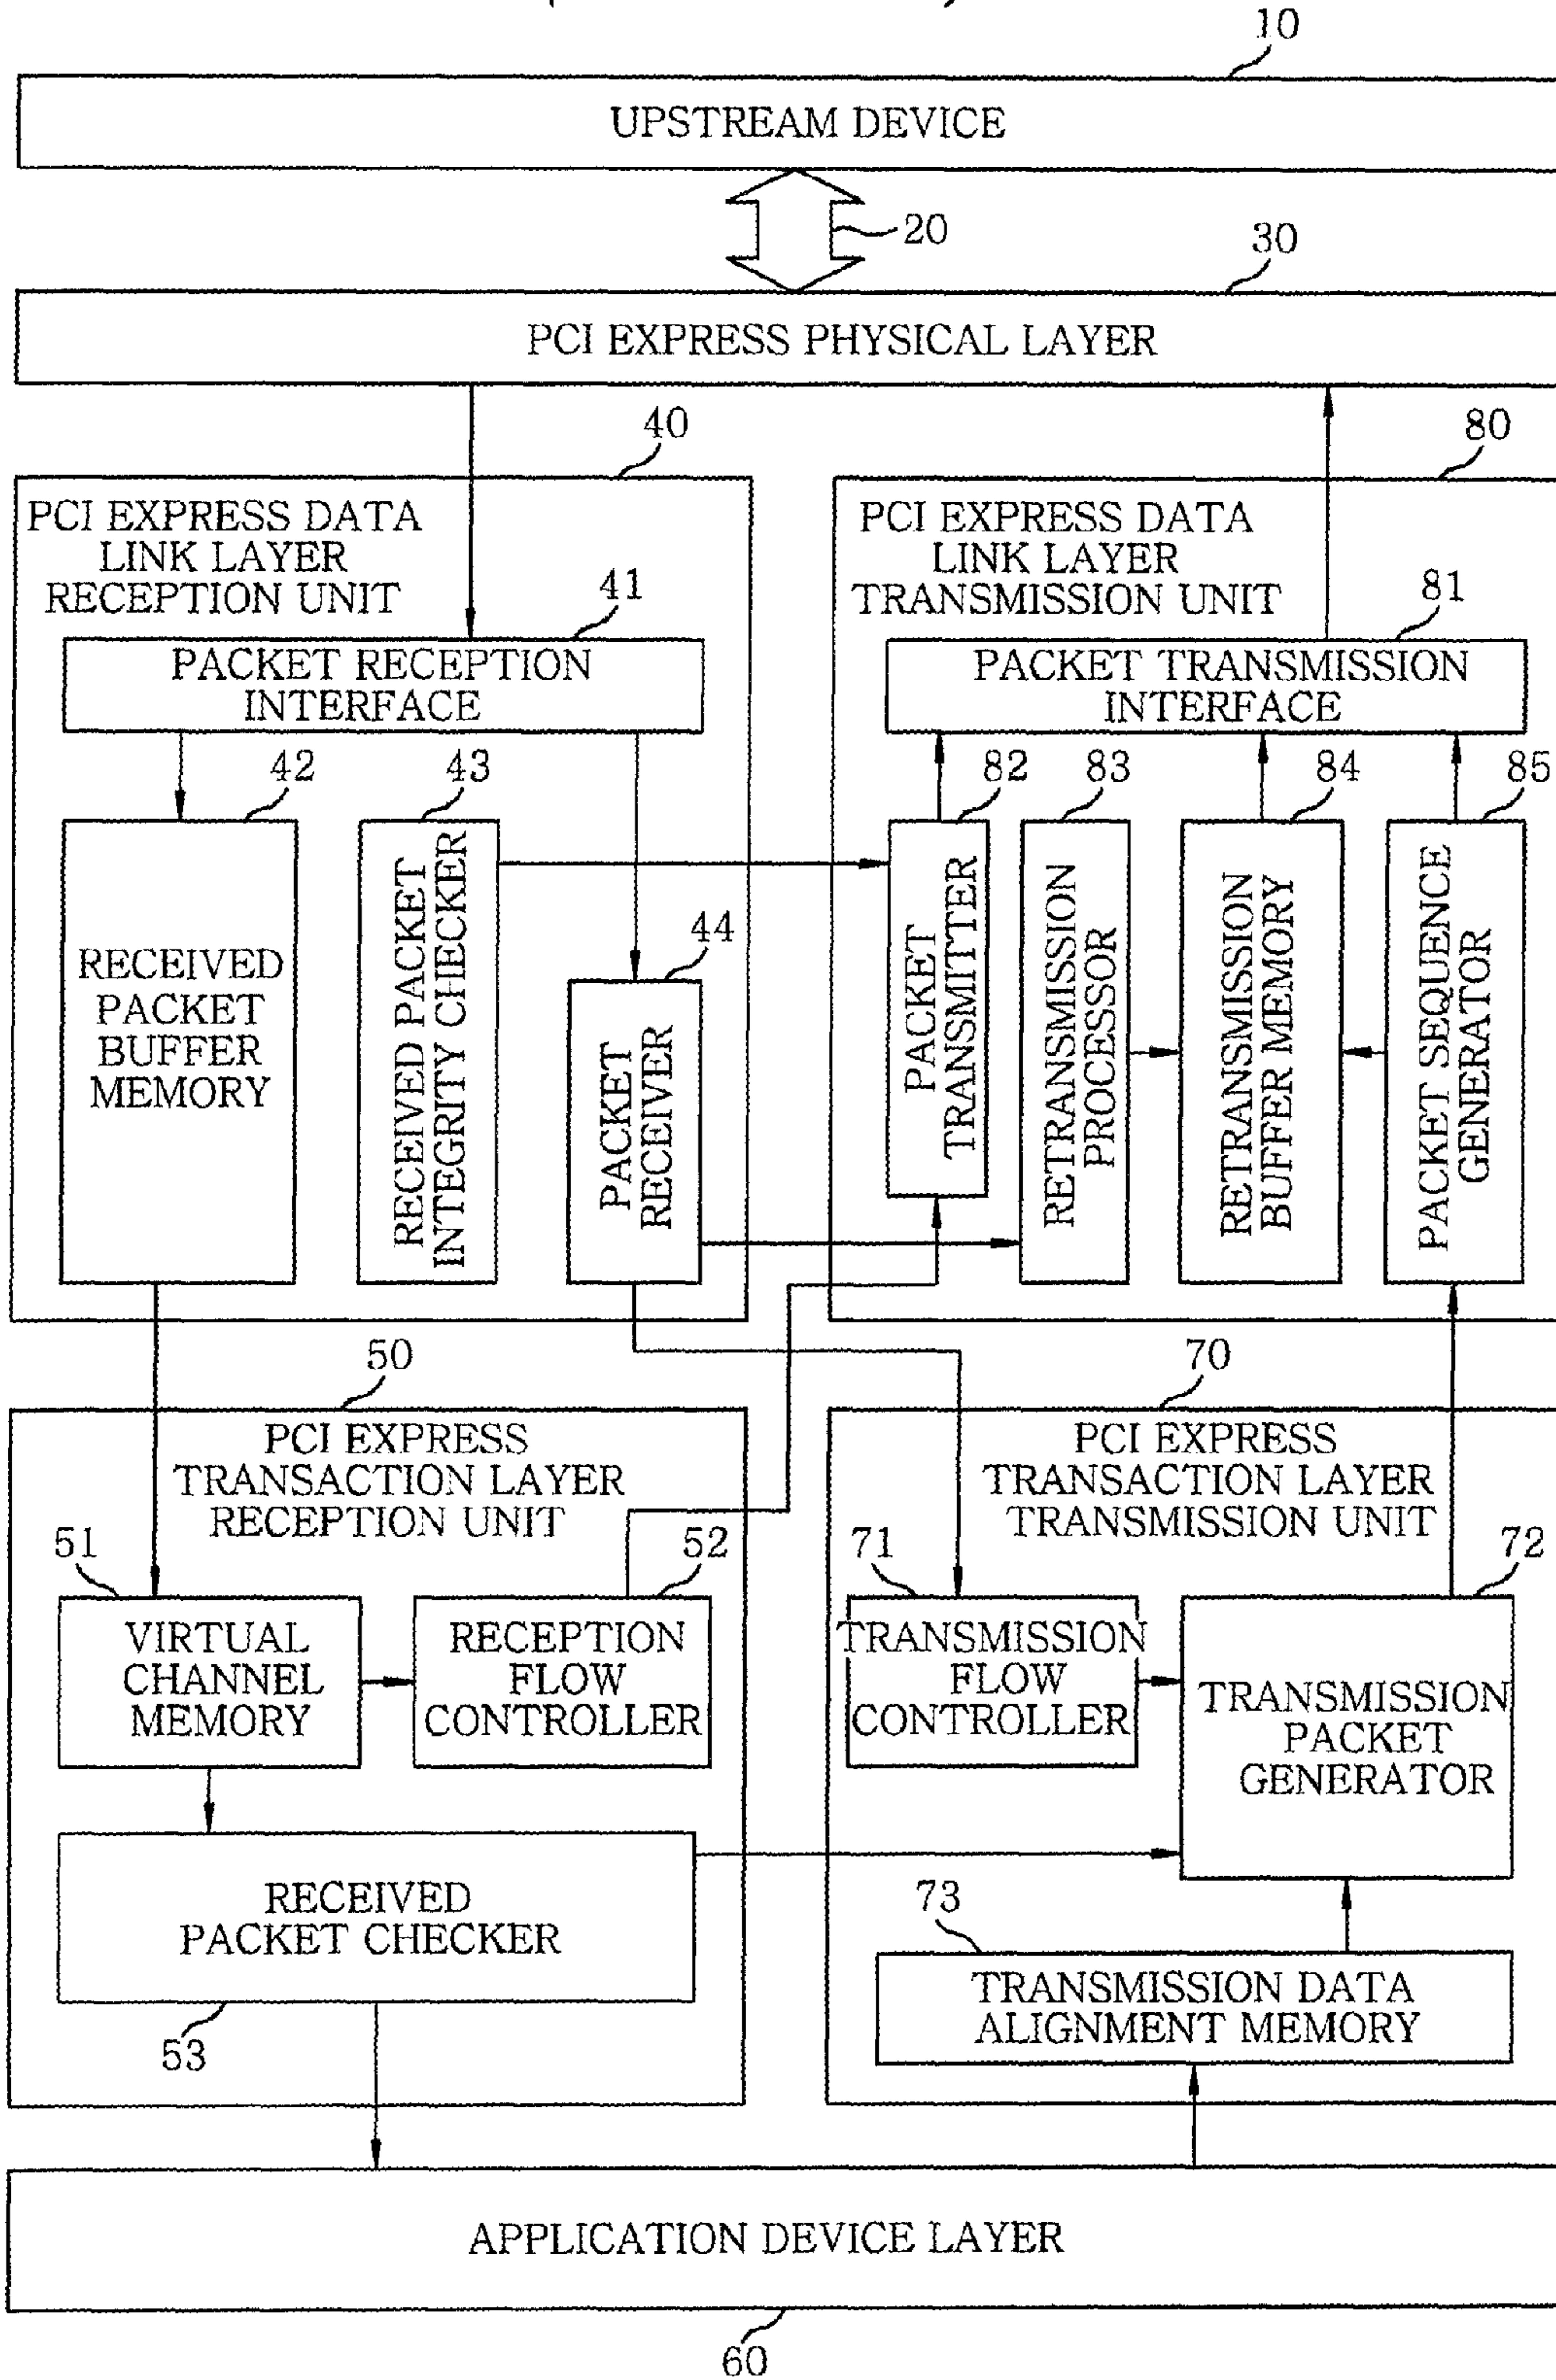 10
UPSTREAM DEVICE
20
30
PCI EXPRESS PHYSICAL LAYER
40
80
PCI EXPRESS DATA
LINK LAYER
RECEPTION UNIT
PCI EXPRESS DATA
LINK LAYER
TRANSMISSION UNIT
41
81
PACKET RECEPTION
INTERFACE
PACKET TRANSMISSION
INTERFACE
42
43
82
83
84
85
RECEIVED
PACKET
BUFFER
MEMORY
RECEIVED PACKET
INTEGRITY CHECKER
44
PACKET
RECEIVER
PACKET
TRANSMITTER
RETRANSMISSION
PROCESSOR
RETRANSMISSION
BUFFER MEMORY
PACKET SEQUENCE
GENERATOR
50
70
PCI EXPRESS
TRANSACTION LAYER
RECEPTION UNIT
PCI EXPRESS
TRANSACTION LAYER
TRANSMISSION UNIT
51
52
71
72
VIRTUAL
CHANNEL
MEMORY
RECEPTION
FLOW
CONTROLLER
TRANSMISSION
FLOW
CONTROLLER
TRANSMISSION
PACKET
GENERATOR
RECEIVED
PACKET CHECKER
53
73
TRANSMISSION DATA
ALIGNMENT MEMORY
APPLICATION DEVICE LAYER
60